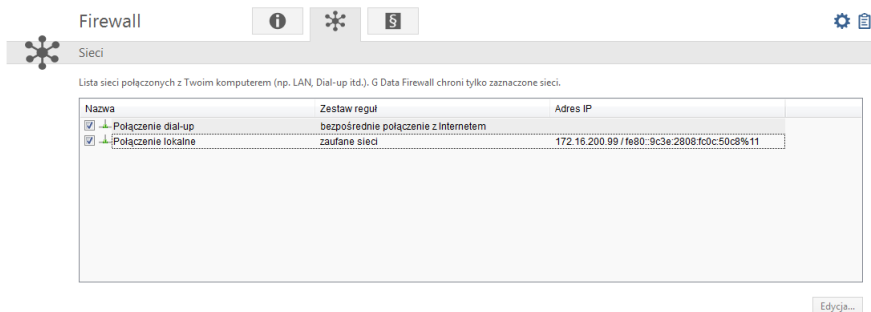 Firewall
Sieci
Lista sieci połączonych z Twoim komputerem (np. LAN, Dial-up itd.). G Data Firewall chroni tylko zaznaczone sieci.
Nazwa Zestaw reguł Adres IP
Połączenie dial-up bezpośrednie połączenie z Internetem
Połączenie lokalne zaufane sieci 172.16.200.99 / fe80::9c3e:2808:fc0c:50c8%11
Edycja...